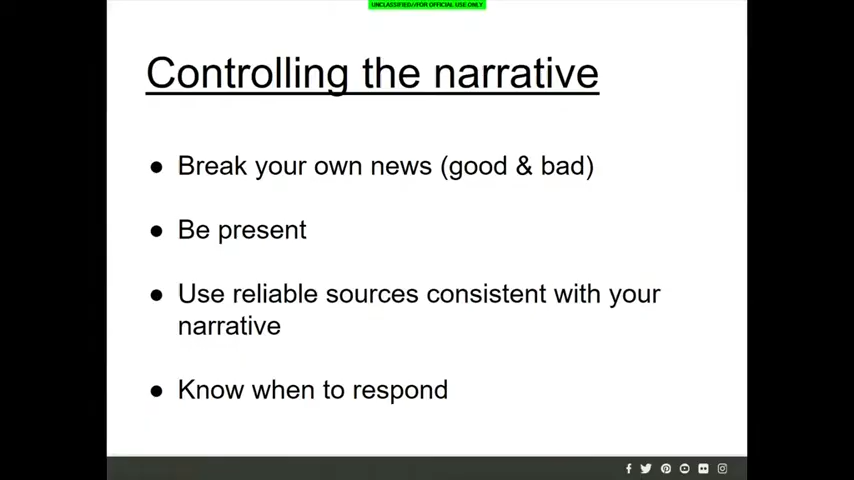 UNCLASSIFIED//FOR OFFICIAL USE ONLY
Controlling the narrative
● Break your own news (good & bad)
● Be present
● Use reliable sources consistent with your
narrative
● Know when to respond